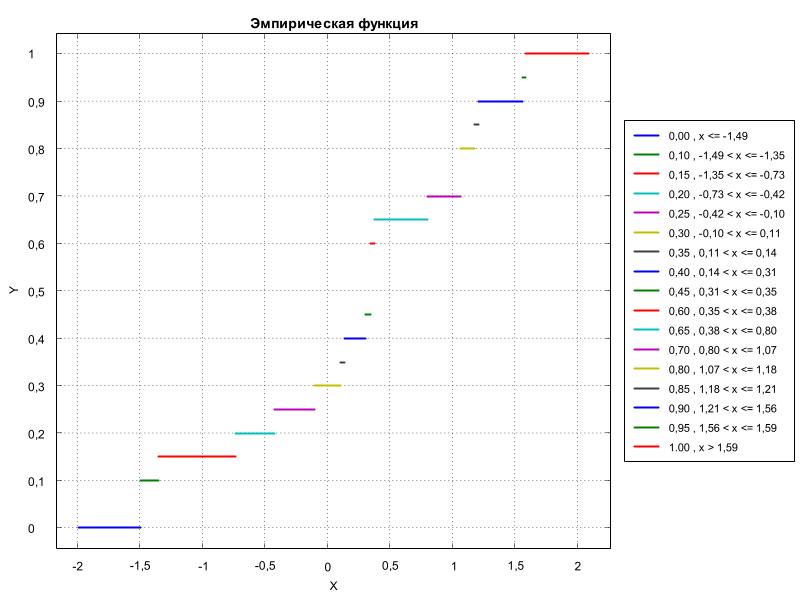 Эмпирическая функция
1
0,9
0,8
0,7
0,6
0,5
0,4
0,3
0,2
0,1
0
Y
-2
-1,5
-1
-0,5
0
0,5
1
1,5
2
X
0,00 , x <= -1,49
0,10 , -1,49 < x <= -1,35
0,15 , -1,35 < x <= -0,73
0,20 , -0,73 < x <= -0,42
0,25 , -0,42 < x <= -0,10
0,30 , -0,10 < x <= 0,11
0,35 , 0,11 < x <= 0,14
0,40 , 0,14 < x <= 0,31
0,45 , 0,31 < x <= 0,35
0,60 , 0,35 < x <= 0,38
0,65 , 0,38 < x <= 0,80
0,70 , 0,80 < x <= 1,07
0,80 , 1,07 < x <= 1,18
0,85 , 1,18 < x <= 1,21
0,90 , 1,21 < x <= 1,56
0,95 , 1,56 < x <= 1,59
1.00 , x > 1,59